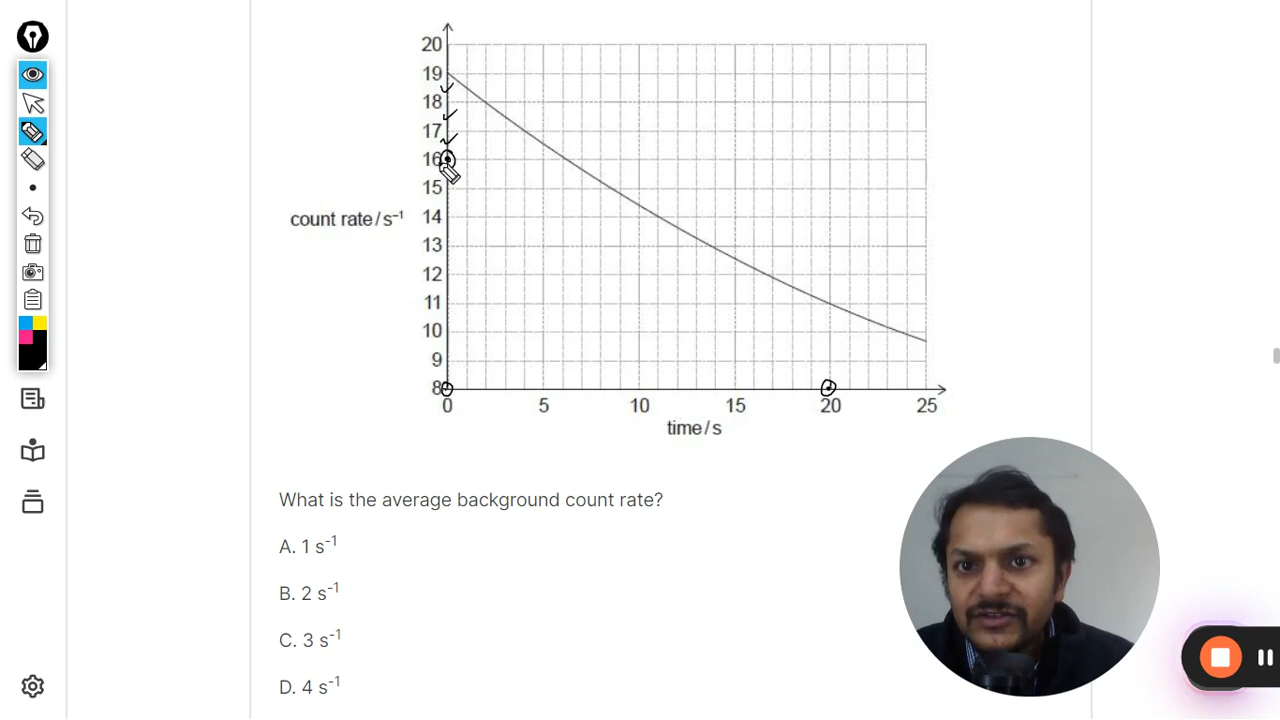 20
19
18
17
16
15
count rate/s⁻¹
14
13
12
11
10
9
8
0
5
10
15
20
25
time/s
What is the average background count rate?
A. 1 s⁻¹
B. 2 s⁻¹
C. 3 s⁻¹
D. 4 s⁻¹